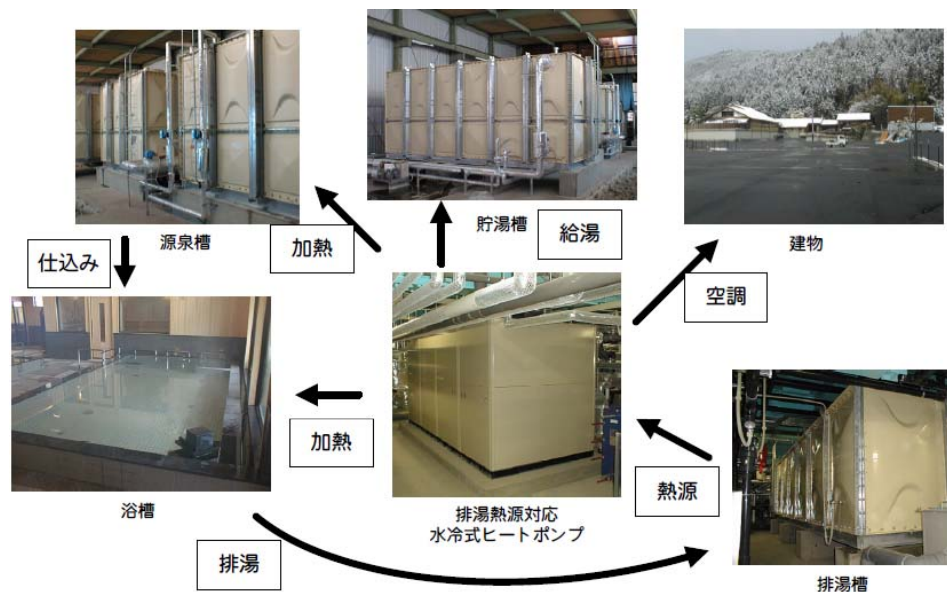 源泉槽
貯湯槽
建物
仕込み
加熱
給湯
空調
加熱
熱源
浴槽
排湯熱源対応
水冷式ヒートポンプ
排湯
排湯槽